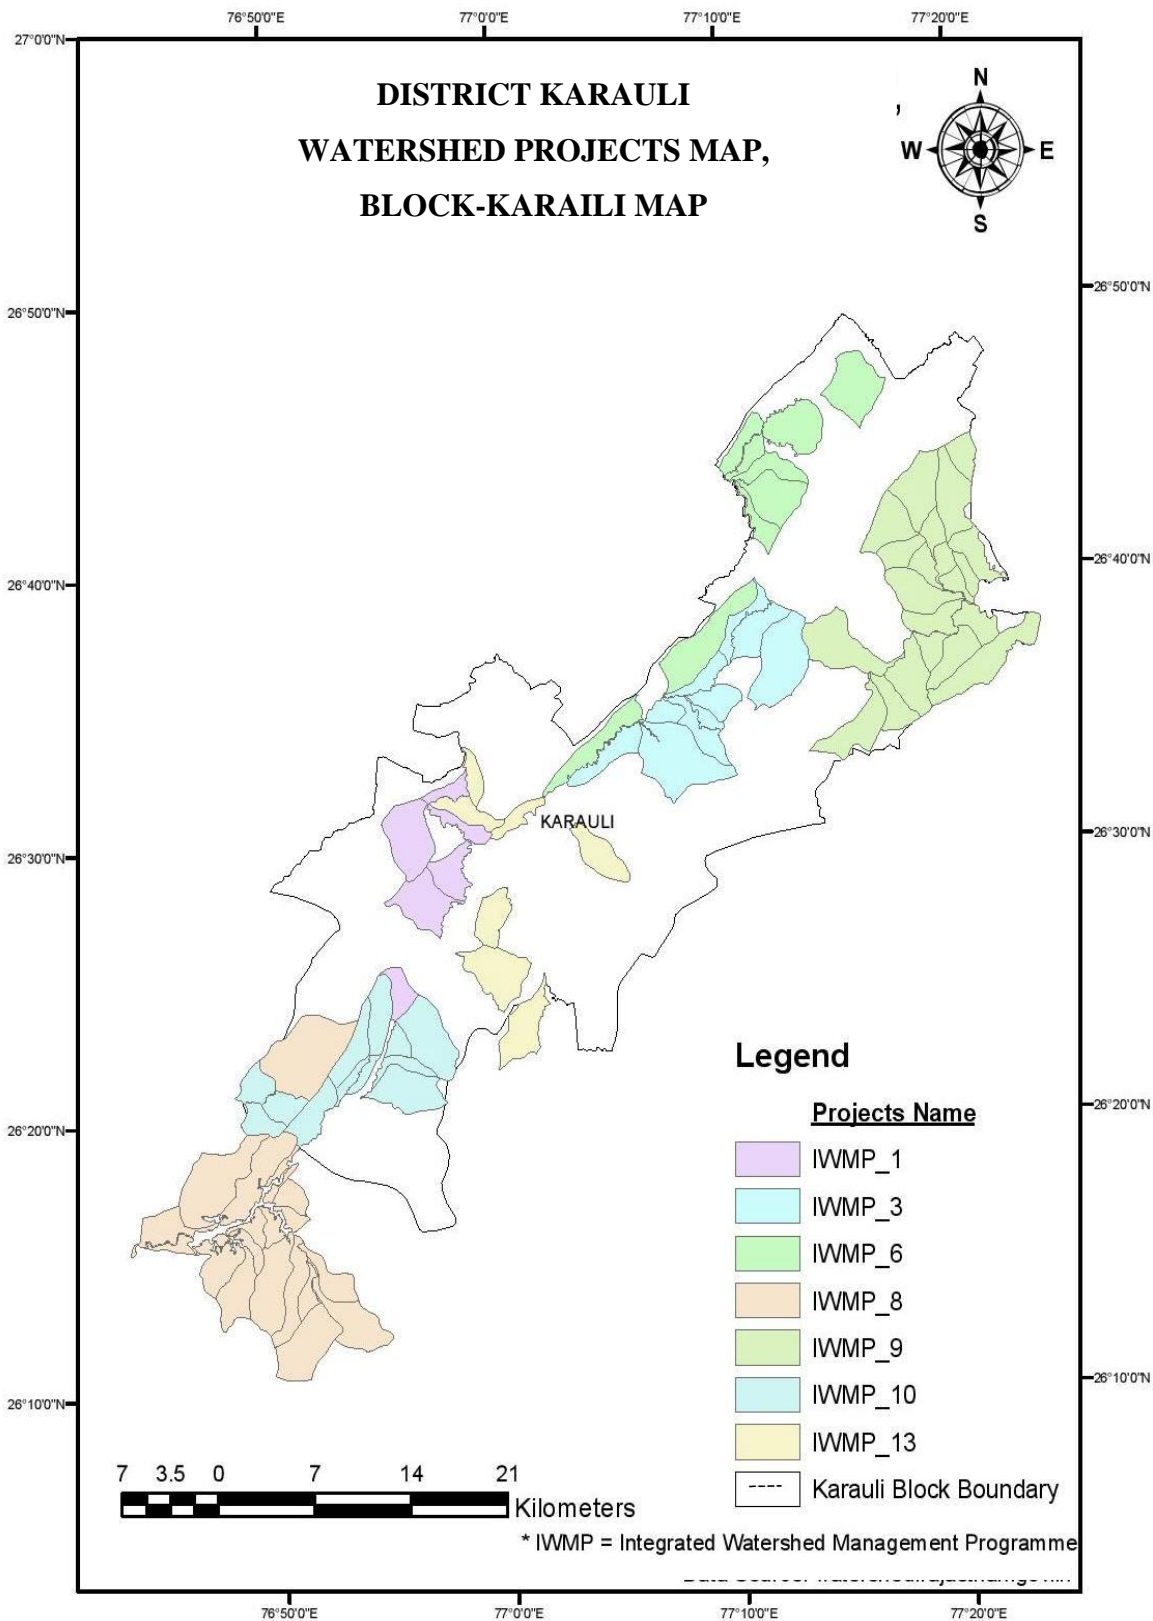 76°50'0"E 77°0'0"E 77°10'0"E 77°20'0"E
27°0'0"N
DISTRICT KARAULI
WATERSHED PROJECTS MAP,
BLOCK-KARAILI MAP
,
N
W E
S
26°50'0"N
26°50'0"N
26°40'0"N
26°40'0"N
KARAULI
26°30'0"N
26°30'0"N
26°20'0"N
26°20'0"N
26°10'0"N
26°10'0"N
Legend
Projects Name
IWMP_1
IWMP_3
IWMP_6
IWMP_8
IWMP_9
IWMP_10
IWMP_13
Karauli Block Boundary
7 3.5 0 7 14 21
Kilometers
* IWMP = Integrated Watershed Management Programme
76°50'0"E 77°0'0"E 77°10'0"E 77°20'0"E